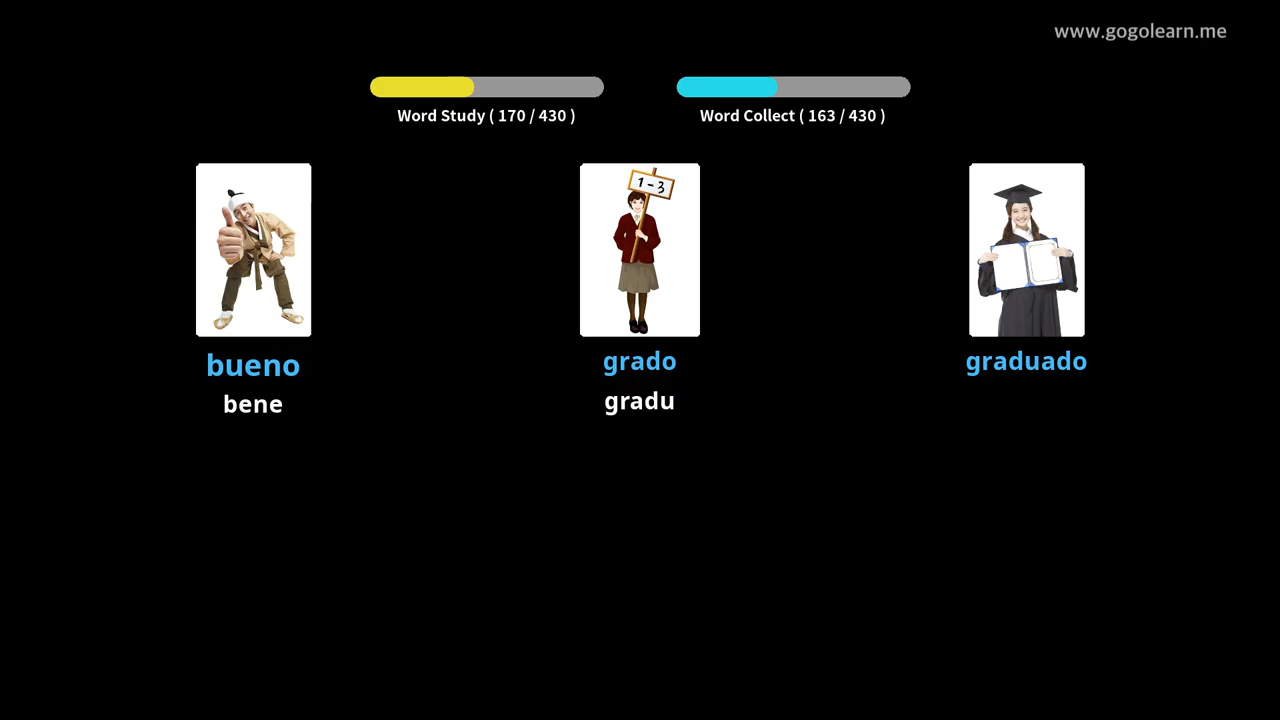 www.gogolearn.me
Word Study ( 170 / 430 )
Word Collect ( 163 / 430 )
1-3
bueno
grado
graduado
bene
gradu